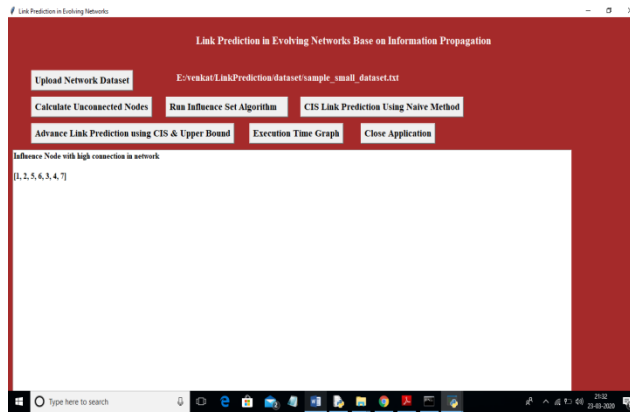 Link Prediction in Evolving Networks
Link Prediction in Evolving Networks Base on Information Propagation
Upload Network Dataset E:/venkat/LinkPrediction/dataset/sample_small_dataset.txt
Calculate Unconnected Nodes Run Influence Set Algorithm CIS Link Prediction Using Naive Method
Advance Link Prediction using CIS & Upper Bound Execution Time Graph Close Application
Influence Node with high connection in network
[1, 2, 5, 6, 3, 4, 7]
Type here to search
21:32
23-03-2020